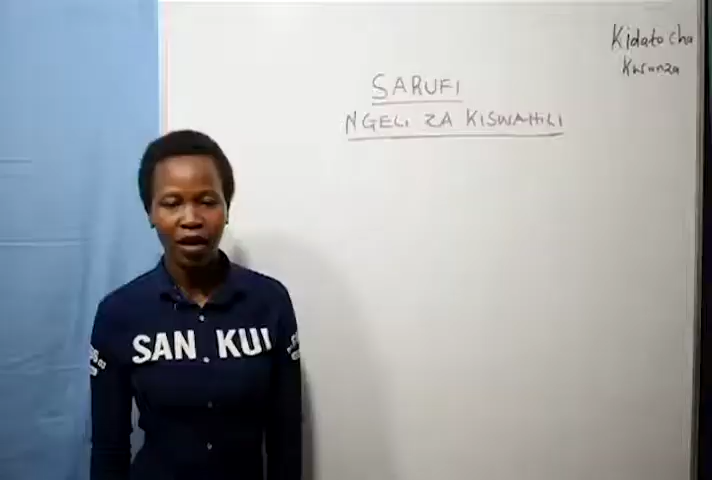 Kidato cha
Kwanza
SARUFI
NGELI ZA KISWAHILI
SAN KUI